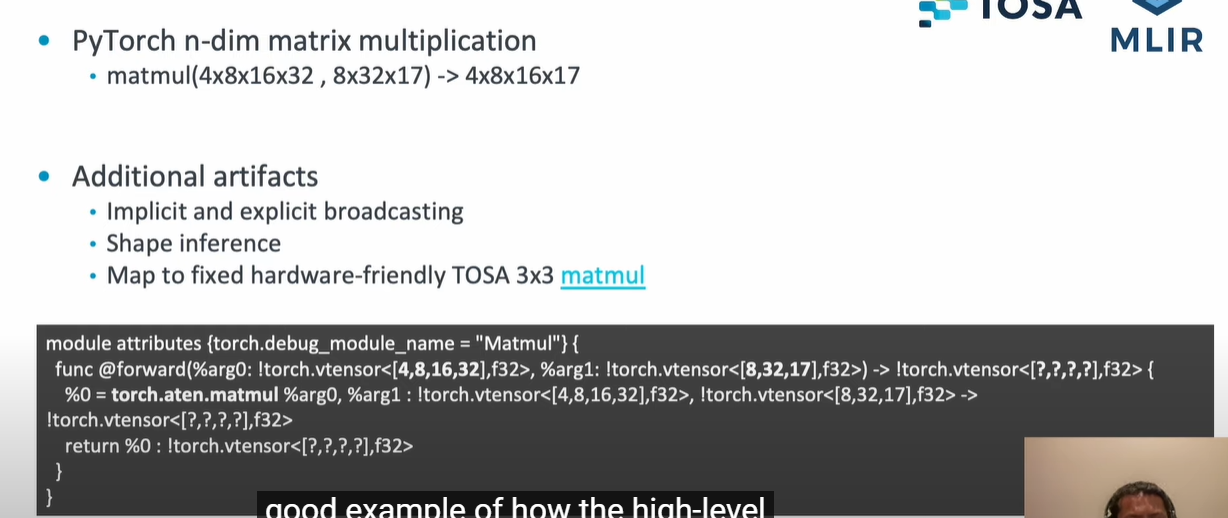 TOSA
MLIR
• PyTorch n-dim matrix multiplication
• matmul(4x8x16x32 , 8x32x17) -> 4x8x16x17
• Additional artifacts
• Implicit and explicit broadcasting
• Shape inference
• Map to fixed hardware-friendly TOSA 3x3 matmul
module attributes {torch.debug_module_name = "Matmul"} {
func @forward(%arg0: !torch.vtensor<[4,8,16,32],f32>, %arg1: !torch.vtensor<[8,32,17],f32>) -> !torch.vtensor<[?,?,?,?],f32> {
%0 = torch.aten.matmul %arg0, %arg1 : !torch.vtensor<[4,8,16,32],f32>, !torch.vtensor<[8,32,17],f32> ->
!torch.vtensor<[?,?,?,?],f32>
return %0 : !torch.vtensor<[?,?,?,?],f32>
}
}
good example of how the high-level